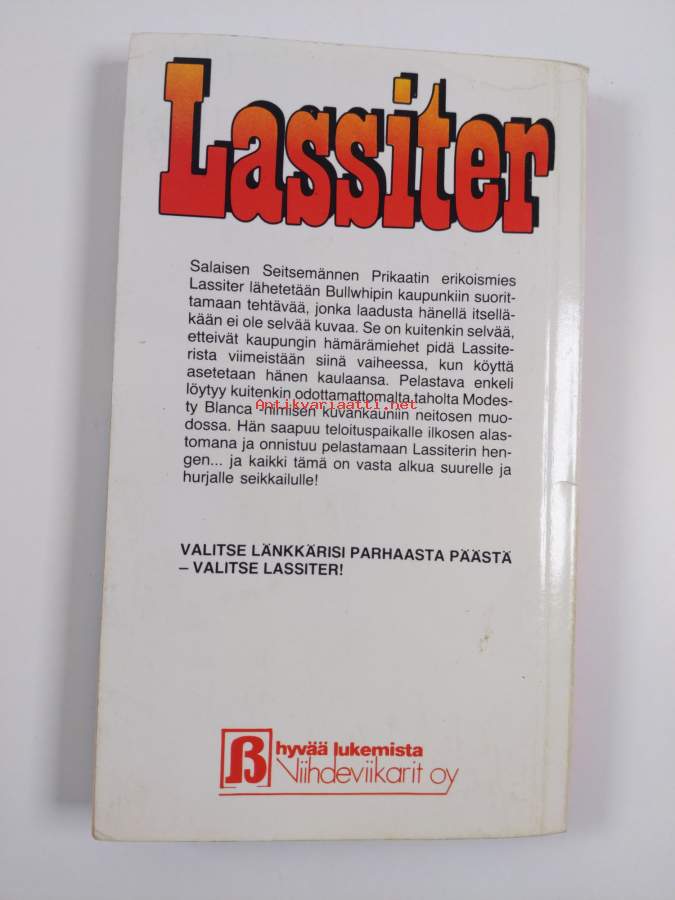 Lassiter
Salaisen Seitsemännen Prikaatin erikoismies
Lassiter lähetetään Bullwhipin kaupunkiin suorit-
tamaan tehtävää, jonka laadusta hänellä itsellä-
kään ei ole selvää kuvaa. Se on kuitenkin selvää,
etteivät kaupungin hämärämiehet pidä Lassite-
rista viimeistään siinä vaiheessa, kun köyttä
asetetaan hänen kaulaansa. Pelastava enkeli
löytyy kuitenkin odottamattomalta taholta Modes-
Antikvariaatti.net
ty Blanca -nimisen kuvankauniin neitosen muo-
dossa. Hän saapuu teloituspaikalle ilkosen alas-
tomana ja onnistuu pelastamaan Lassiterin hen-
gen... ja kaikki tämä on vasta alkua suurelle ja
hurjalle seikkailulle!
VALITSE LÄNKKÄRISI PARHAASTA PÄÄSTÄ
– VALITSE LASSITER!
hyvää lukemista
Viihdeviikarit oy